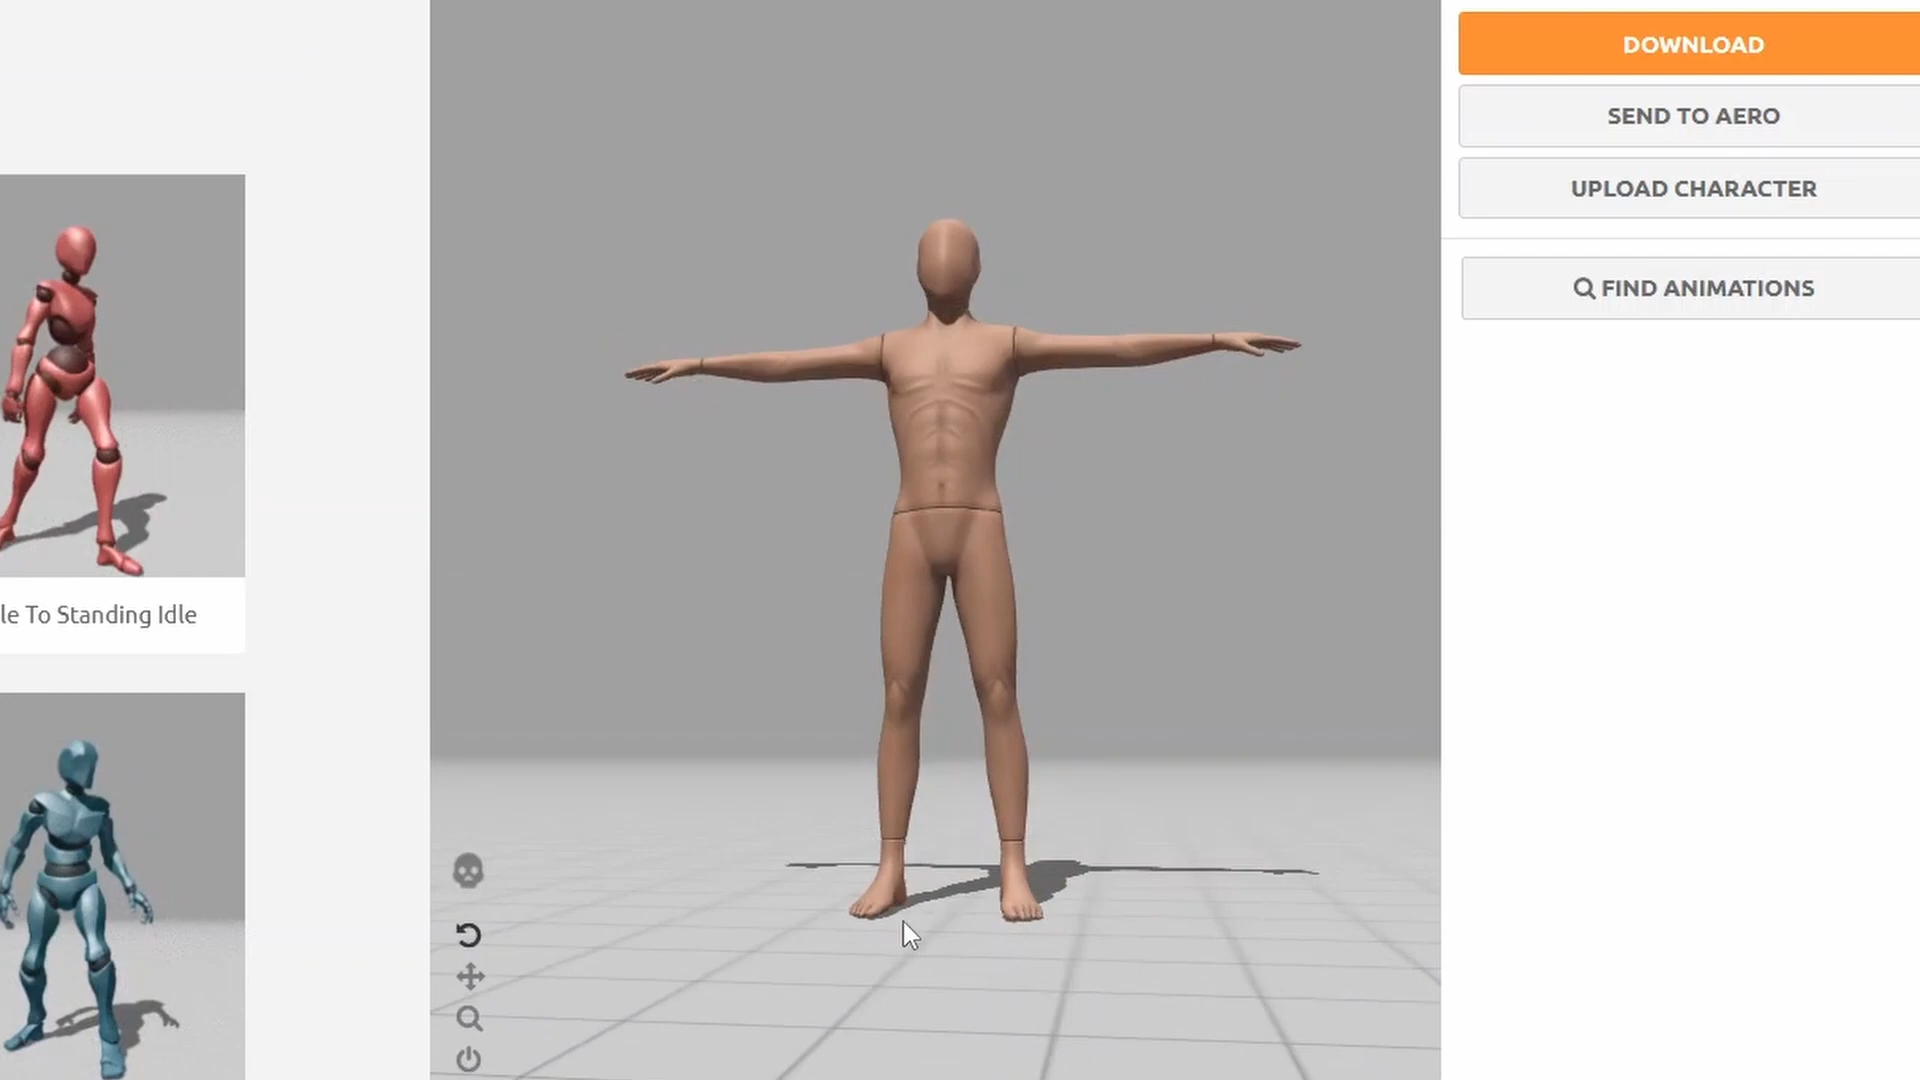 DOWNLOAD
SEND TO AERO
UPLOAD CHARACTER
FIND ANIMATIONS
le To Standing Idle